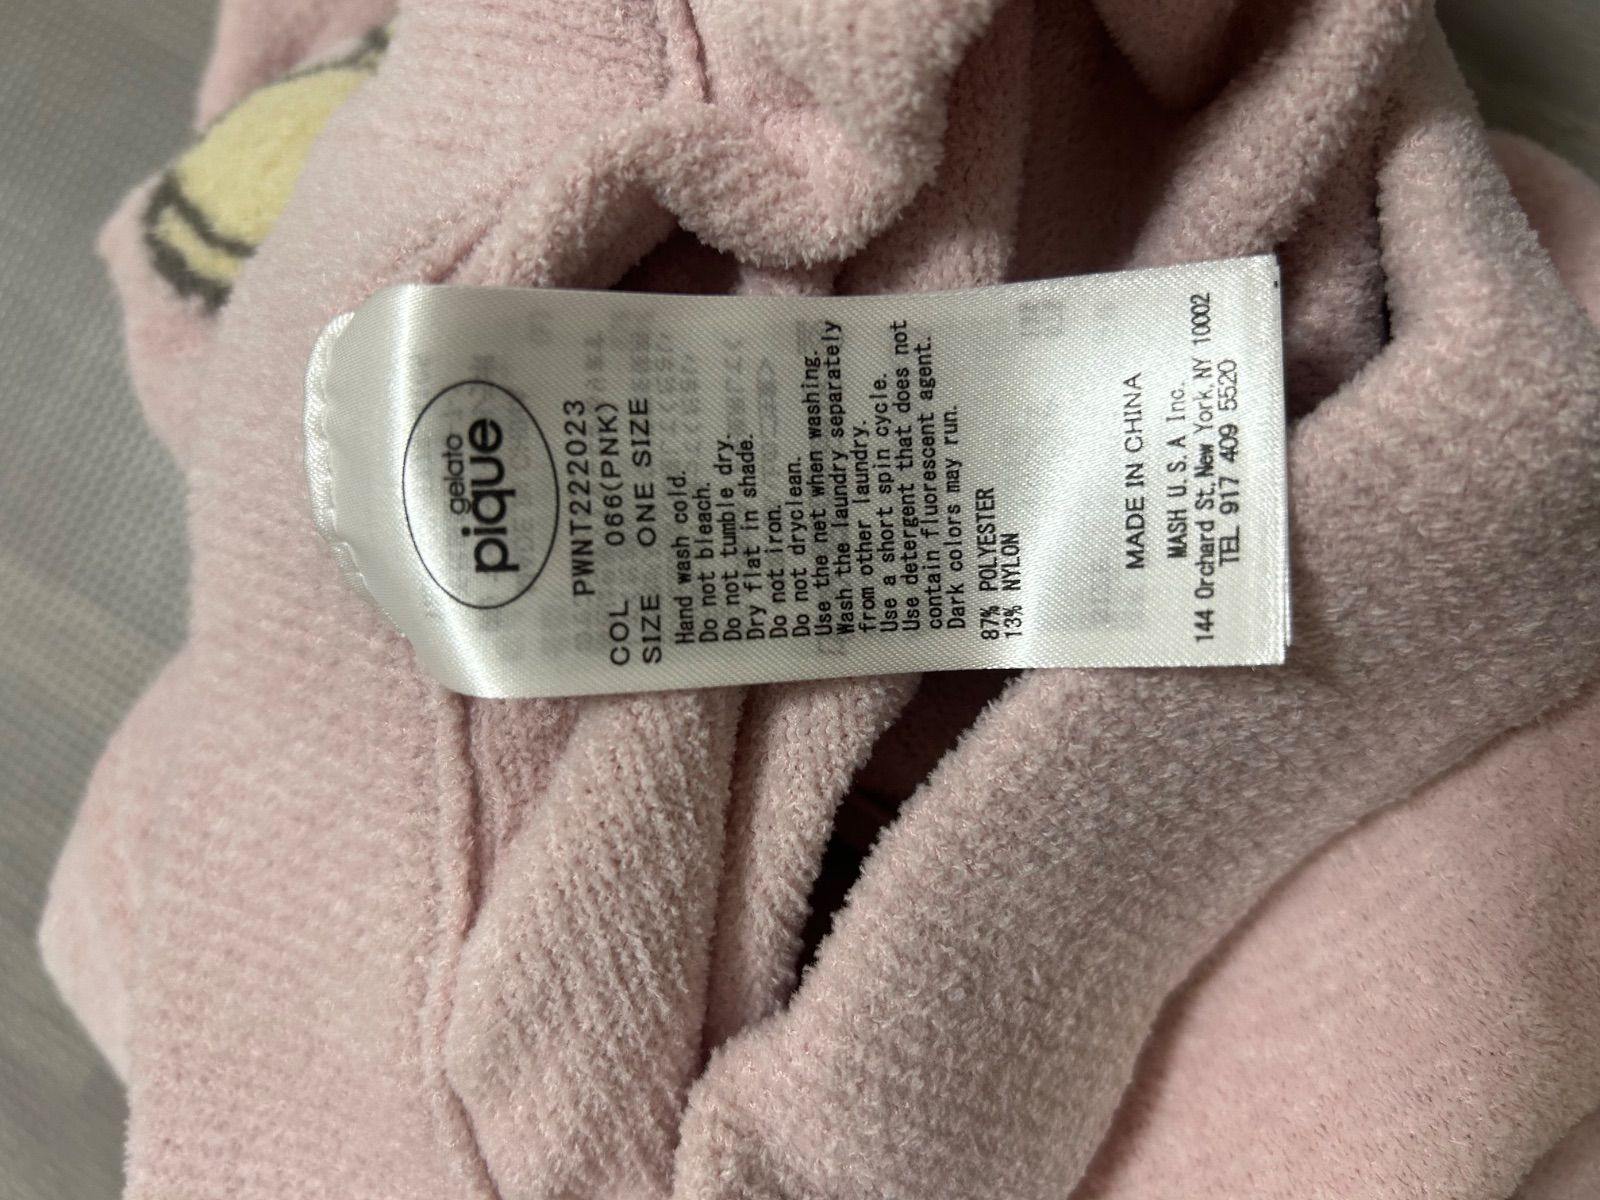 gelato
pique
PWNT222023
COL 066(PNK)
SIZE ONE SIZE
Hand wash cold.
Do not bleach.
Do not tumble dry.
Dry flat in shade.
Do not iron.
Do not dryclean.
Use the net when washing.
Wash the laundry separately
from other laundry.
Use a short spin cycle.
Use detergent that does not
contain fluorescent agent.
Dark colors may run.
87% POLYESTER
13% NYLON
MADE IN CHINA
MASH U.S.A Inc.
144 Orchard St, New York, NY 10002
TEL 917 409 5520